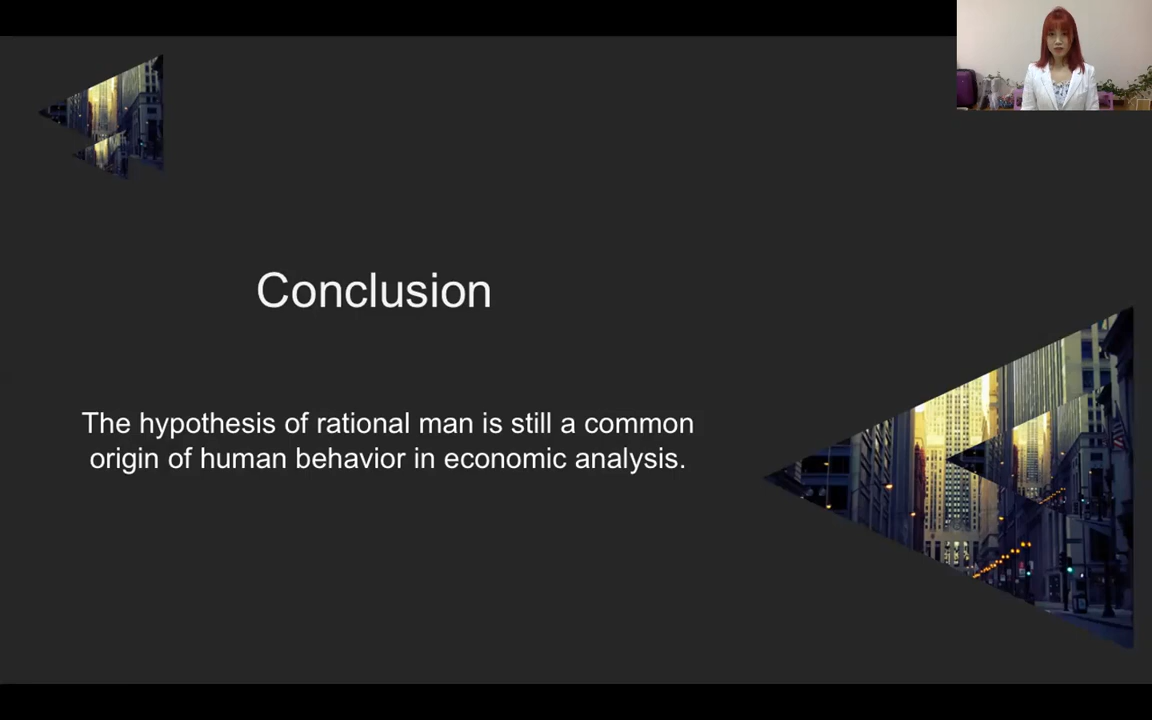 Conclusion
The hypothesis of rational man is still a common
origin of human behavior in economic analysis.